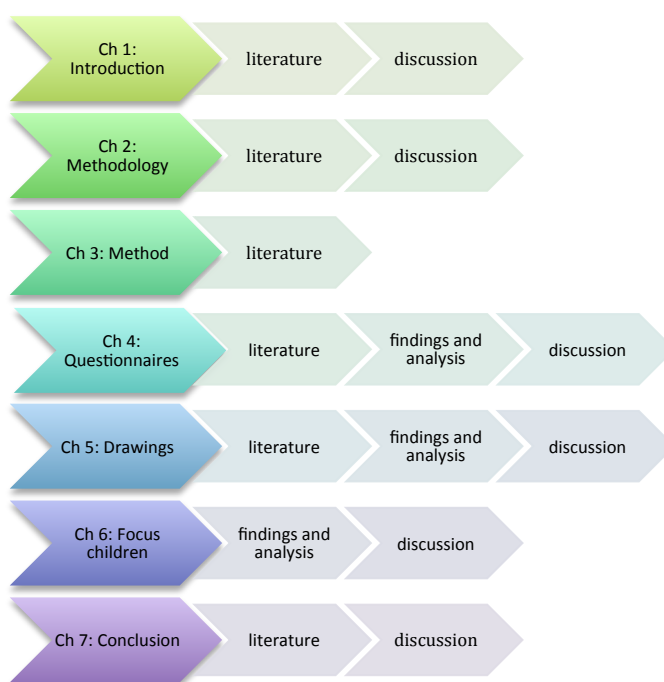 Ch 1:
Introduction
literature
discussion
Ch 2:
Methodology
literature
discussion
Ch 3: Method
literature
Ch 4:
Questionnaires
literature
findings and
analysis
discussion
Ch 5: Drawings
literature
findings and
analysis
discussion
Ch 6: Focus
children
findings and
analysis
discussion
Ch 7: Conclusion
literature
discussion